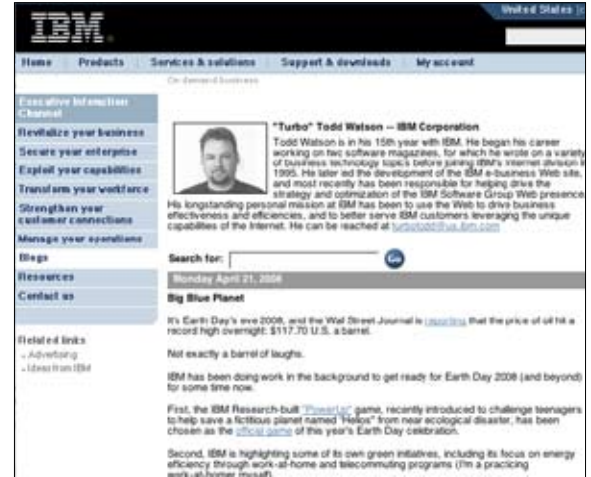 United States
IBM
Home Products Services & solutions Support & downloads My account
On demand business
Executive Interaction
Channel
Revitalize your business
Secure your enterprise
Exploit your capabilities
Transform your workforce
Strengthen your
customer connections
Manage your operations
Blogs
Resources
Contact us
Related links
Advertising
Ideas from IBM
"Turbo" Todd Watson -- IBM Corporation
Todd Watson is in his 15th year with IBM. He began his career
working on two software magazines, for which he wrote on a variety
of business technology topics before joining IBM's Internet division in
1995. He later led the development of the IBM e-business Web site,
and most recently has been responsible for helping drive the
strategy and optimization of the IBM Software Group Web presence.
His longstanding personal mission at IBM has been to use the Web to drive business
effectiveness and efficiencies, and to better serve IBM customers leveraging the unique
capabilities of the Internet. He can be reached at turbotodd@us.ibm.com
Search for: Go
Monday April 21, 2008
Big Blue Planet
It's Earth Day's eve 2008, and the Wall Street Journal is reporting that the price of oil hit a
record high overnight: $117.70 U.S. a barrel.
Not exactly a barrel of laughs.
IBM has been doing work in the background to get ready for Earth Day 2008 (and beyond)
for some time now.
First, the IBM Research-built "PowerUp" game, recently introduced to challenge teenagers
to help save a fictitious planet named "Helios" from near ecological disaster, has been
chosen as the official game of this year's Earth Day celebration.
Second, IBM is highlighting some of its own green initiatives, including its focus on energy
efficiency through work-at-home and telecommuting programs (I'm a practicing
work-at-homer myself)